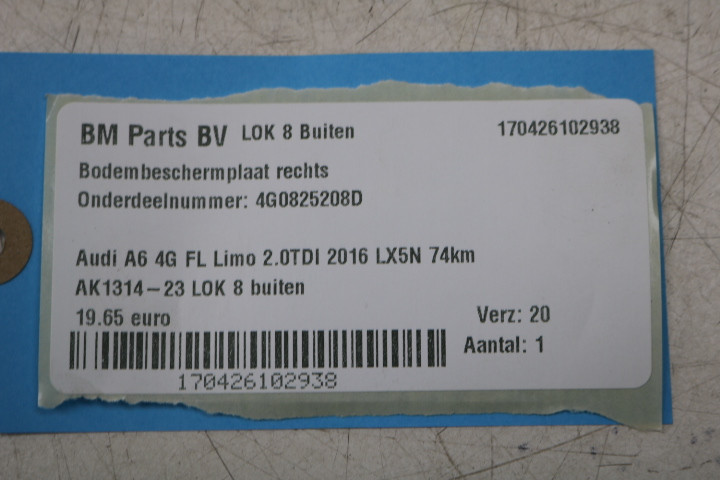 BM Parts BV LOK 8 Buiten 170426102938
Bodembeschermplaat rechts
Onderdeelnummer: 4G0825208D
Audi A6 4G FL Limo 2.0TDI 2016 LX5N 74km
AK1314-23 LOK 8 buiten
19.65 euro Verz: 20
Aantal: 1
170426102938